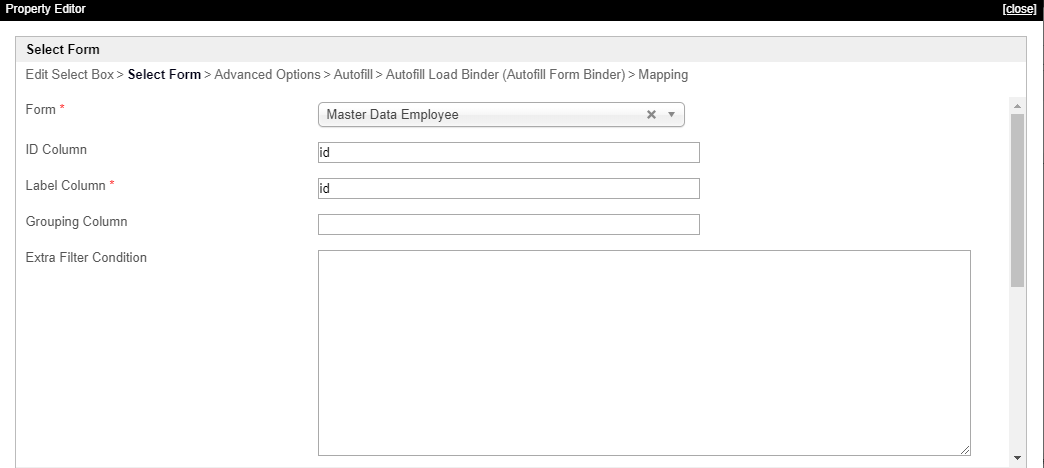 Property Editor [close]
Select Form
Edit Select Box > Select Form > Advanced Options > Autofill > Autofill Load Binder (Autofill Form Binder) > Mapping
Form * Master Data Employee
ID Column id
Label Column * id
Grouping Column
Extra Filter Condition